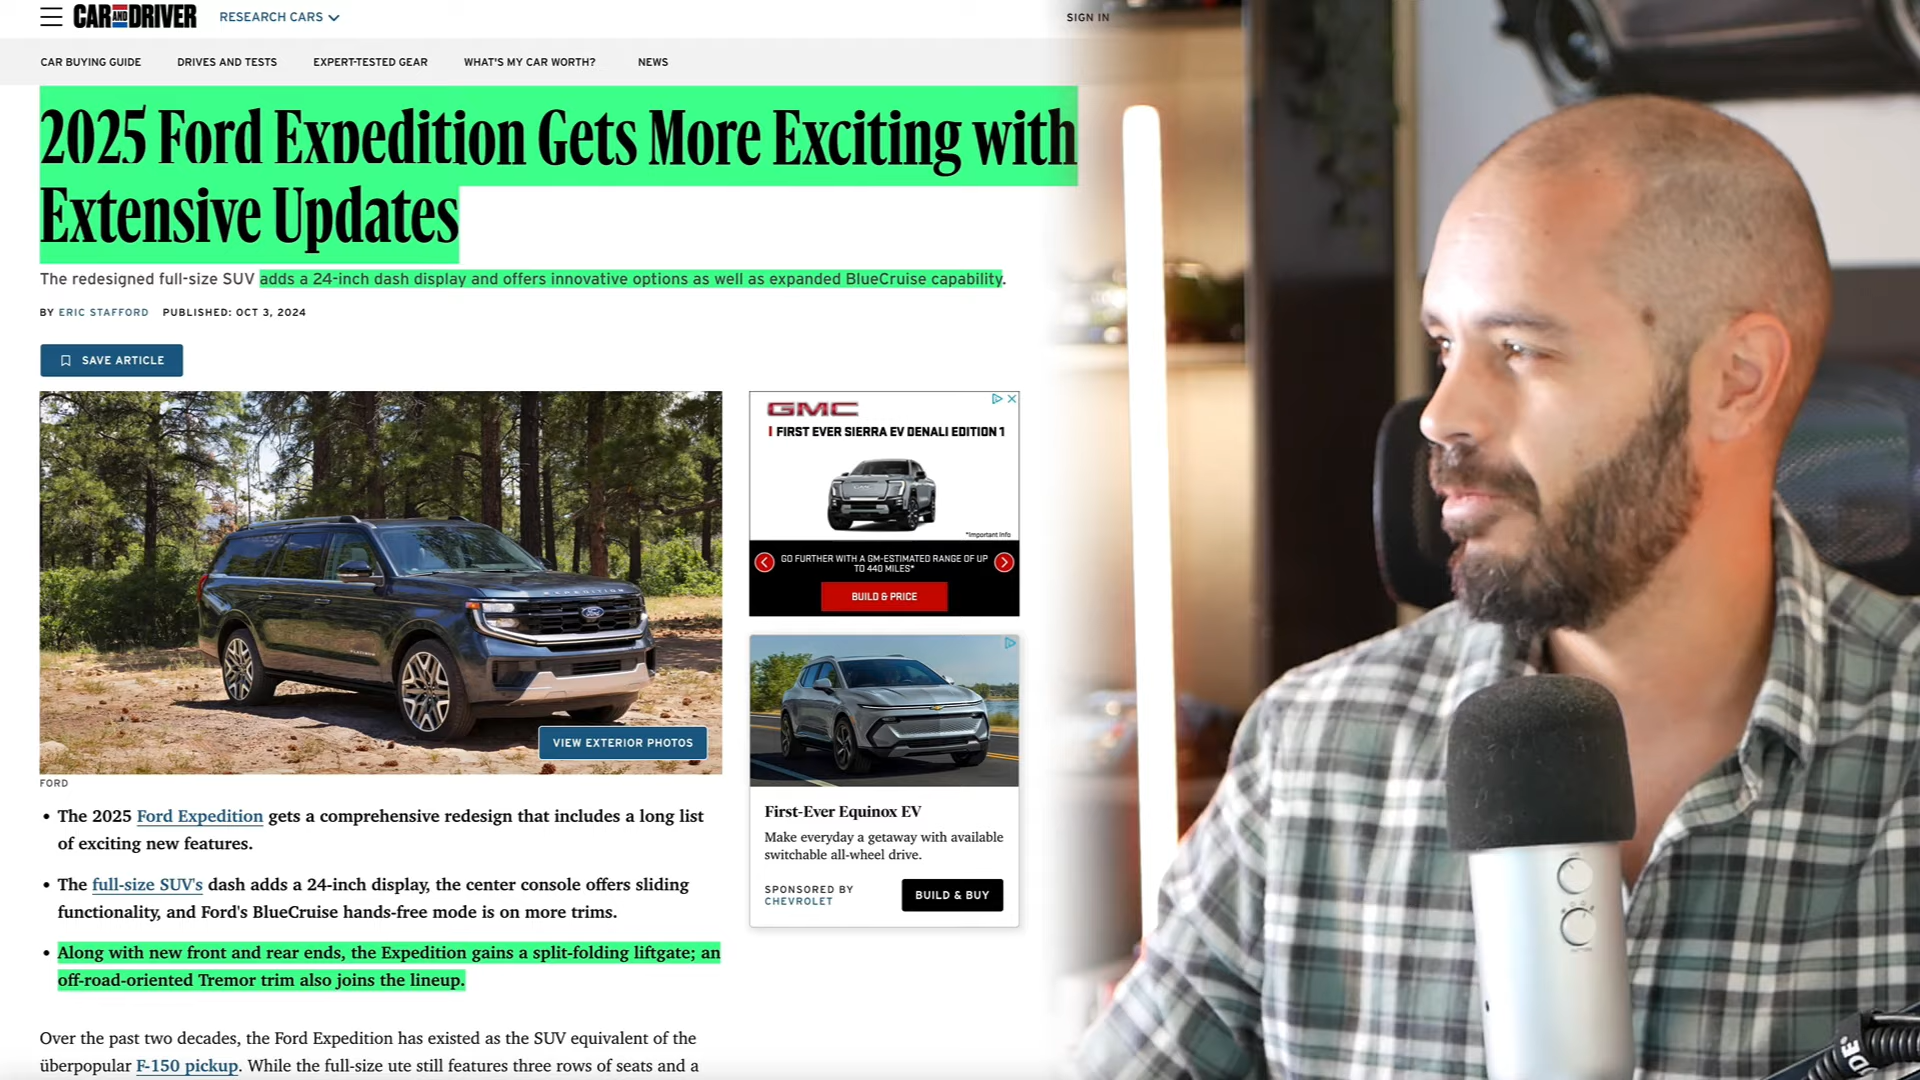 CAR AND DRIVER
RESEARCH CARS
SIGN IN
CAR BUYING GUIDE
DRIVES AND TESTS
EXPERT-TESTED GEAR
WHAT'S MY CAR WORTH?
NEWS
2025 Ford Expedition Gets More Exciting with
Extensive Updates
The redesigned full-size SUV adds a 24-inch dash display and offers innovative options as well as expanded BlueCruise capability.
BY ERIC STAFFORD PUBLISHED: OCT 3, 2024
SAVE ARTICLE
EXPEDITION
Ford
PLATINUM
VIEW EXTERIOR PHOTOS
FORD
GMC
FIRST EVER SIERRA EV DENALI EDITION 1
*Important Info
GO FURTHER WITH A GM-ESTIMATED RANGE OF UP
TO 440 MILES*
BUILD & PRICE
First-Ever Equinox EV
Make everyday a getaway with available
switchable all-wheel drive.
SPONSORED BY
CHEVROLET
BUILD & BUY
• The 2025 Ford Expedition gets a comprehensive redesign that includes a long list
of exciting new features.
• The full-size SUV's dash adds a 24-inch display, the center console offers sliding
functionality, and Ford's BlueCruise hands-free mode is on more trims.
• Along with new front and rear ends, the Expedition gains a split-folding liftgate; an
off-road-oriented Tremor trim also joins the lineup.
Over the past two decades, the Ford Expedition has existed as the SUV equivalent of the
überpopular F-150 pickup. While the full-size ute still features three rows of seats and a